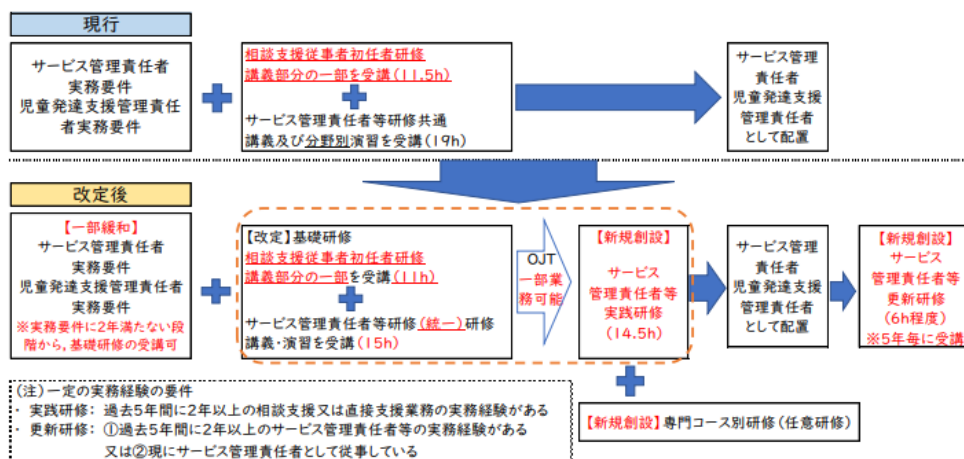 現行
サービス管理責任者
実務要件
児童発達支援管理責任
者実務要件
相談支援従事者初任者研修
講義部分の一部を受講(11.5h)
サービス管理責任者等研修共通
講義及び分野別演習を受講(19h)
サービス管理
責任者
児童発達支援
管理責任者
として配置
改定後
【一部緩和】
サービス管理責任者
実務要件
児童発達支援管理責任者
実務要件
※実務要件に2年満たない段
階から,基礎研修の受講可
【改定】基礎研修
相談支援従事者初任者研修
講義部分の一部を受講(11h)
サービス管理責任者等研修(統一)研修
講義・演習を受講(15h)
OJT
一部業
務可能
【新規創設】
サービス
管理責任者等
実践研修
(14.5h)
サービス管理
責任者
児童発達支援
管理責任者
として配置
【新規創設】
サービス
管理責任者等
更新研修
(6h程度)
※5年毎に受講
【新規創設】専門コース別研修(任意研修)
(注)一定の実務経験の要件
・ 実践研修: 過去5年間に2年以上の相談支援又は直接支援業務の実務経験がある
・ 更新研修: ①過去5年間に2年以上のサービス管理責任者等の実務経験がある
又は②現にサービス管理責任者として従事している